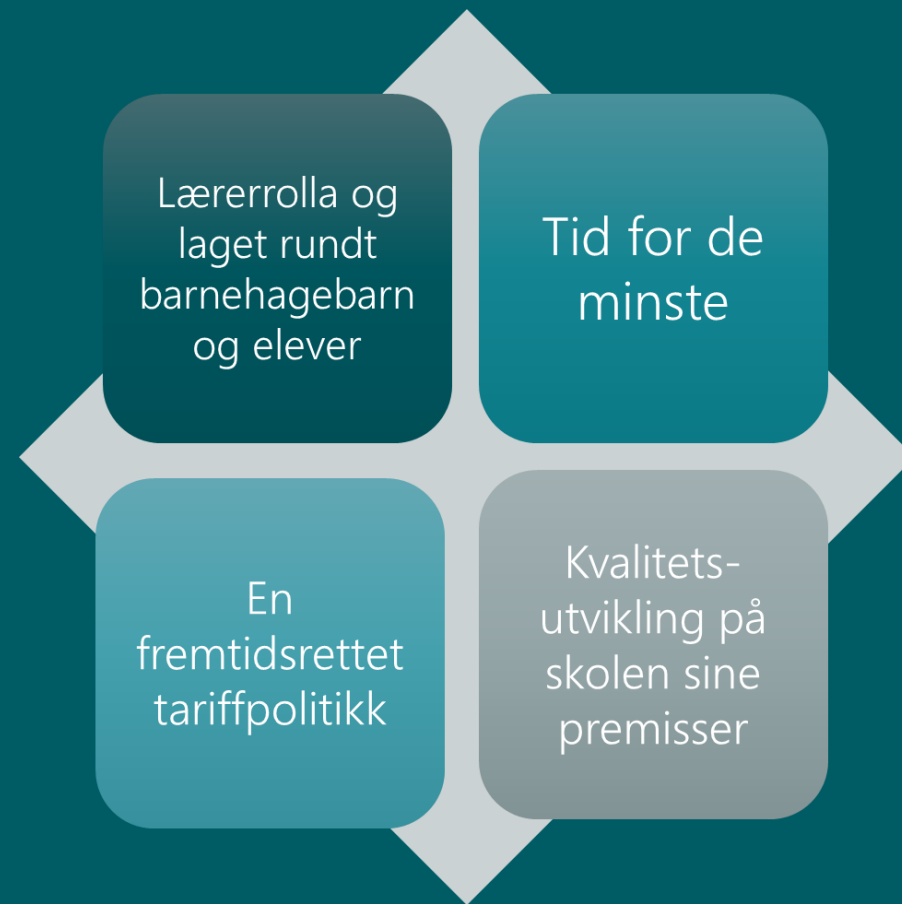 Lærerrolla og
laget rundt
barnehagebarn
og elever
Tid for de
minste
En
fremtidsrettet
tariffpolitikk
Kvalitets-
utvikling på
skolen sine
premisser